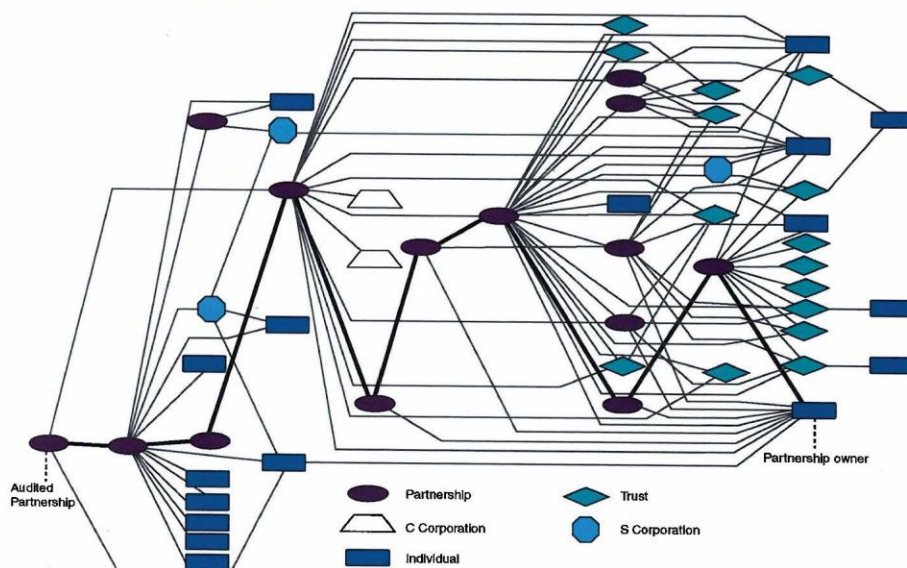 Audited
Partnership
Partnership owner
Partnership
Trust
C Corporation
S Corporation
Individual